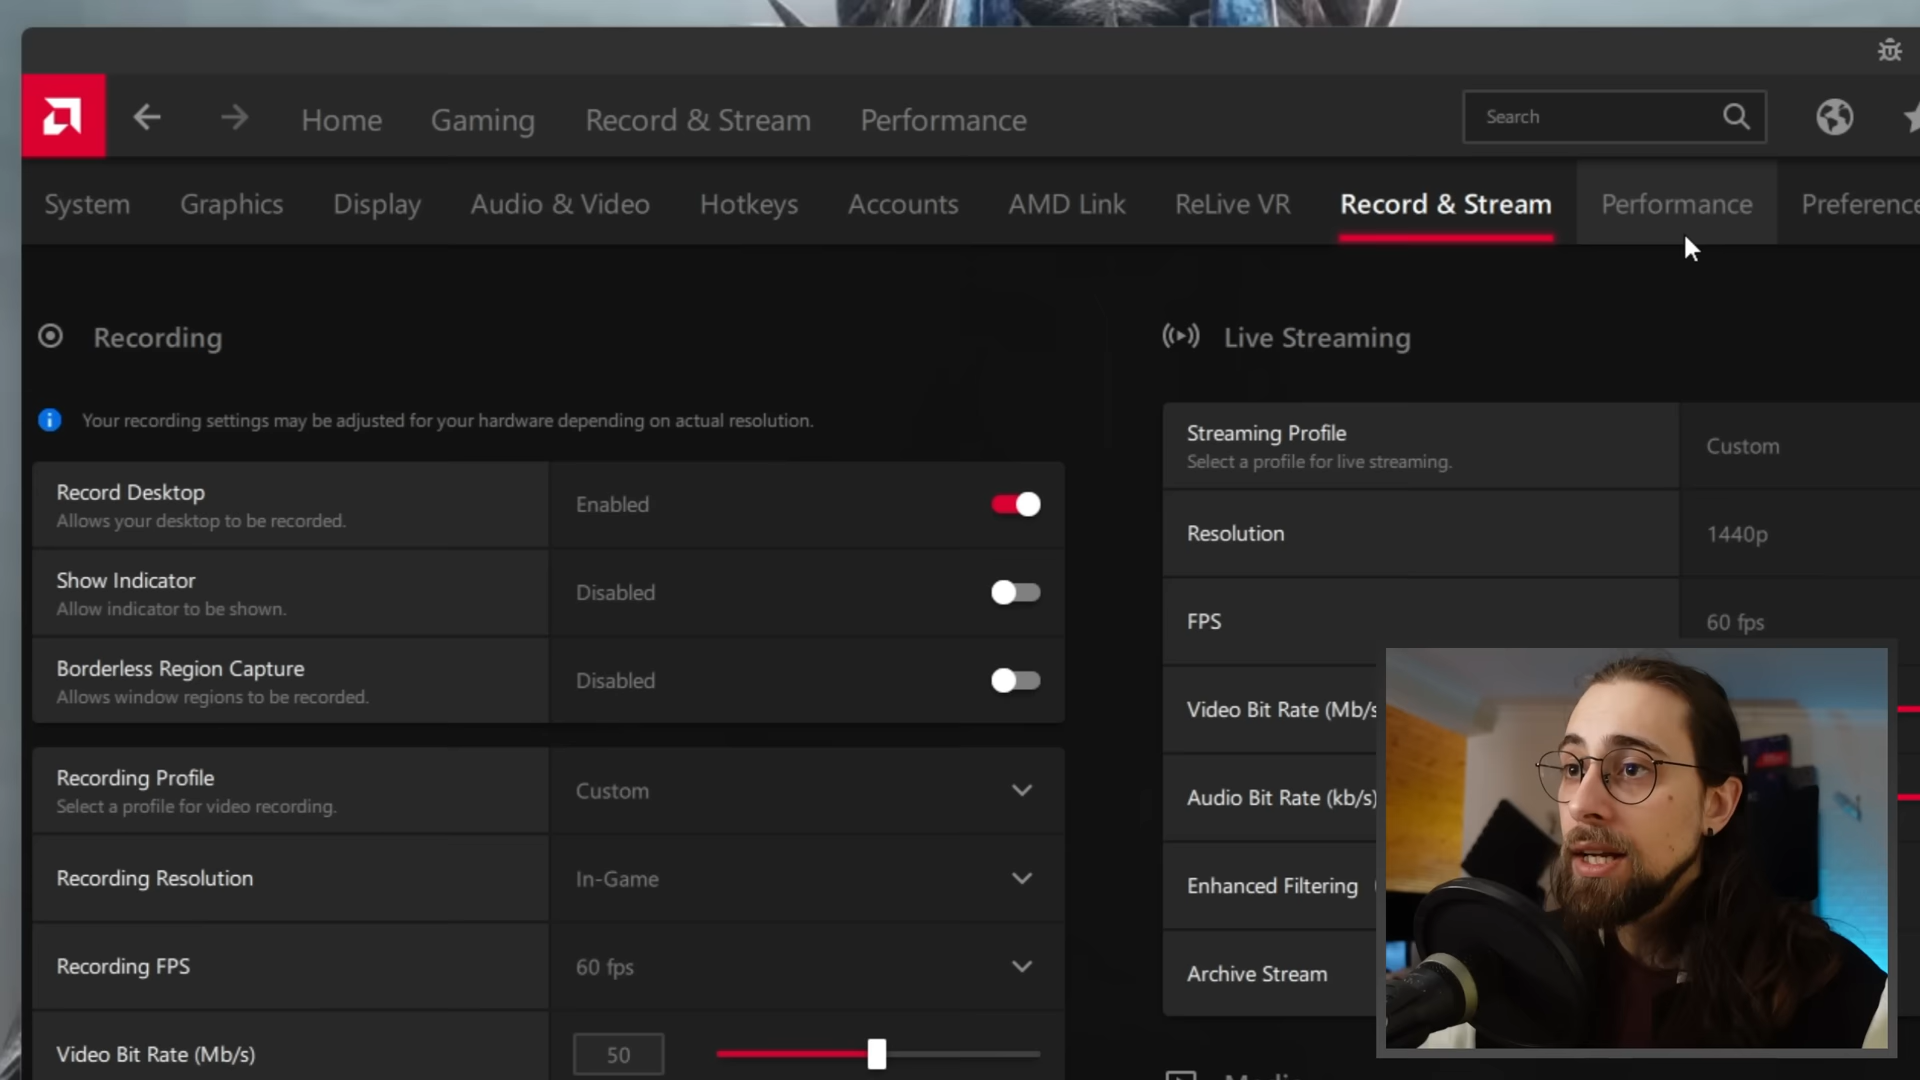 Home Gaming Record & Stream Performance Search
System Graphics Display Audio & Video Hotkeys Accounts AMD Link ReLive VR Record & Stream Performance Preference
Recording
Your recording settings may be adjusted for your hardware depending on actual resolution.
Record Desktop
Allows your desktop to be recorded.
Enabled
Show Indicator
Allow indicator to be shown.
Disabled
Borderless Region Capture
Allows window regions to be recorded.
Disabled
Recording Profile
Select a profile for video recording.
Custom
Recording Resolution
In-Game
Recording FPS
60 fps
Video Bit Rate (Mb/s)
50
Live Streaming
Streaming Profile
Select a profile for live streaming.
Custom
Resolution
1440p
FPS
60 fps
Video Bit Rate (Mb/s
Audio Bit Rate (kb/s)
Enhanced Filtering
Archive Stream